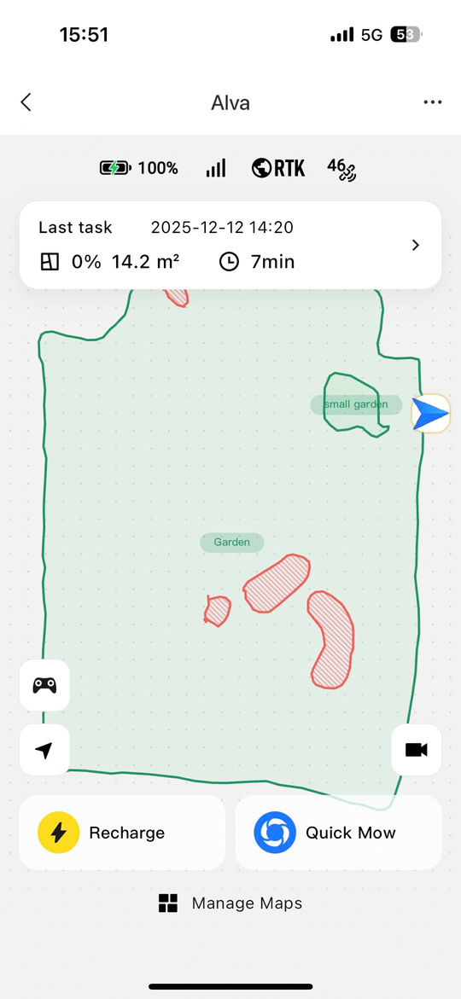 15:51
5G 53
Alva
100% RTK 46
Last task 2025-12-12 14:20
0% 14.2 m² 7min
small garden
Garden
Recharge Quick Mow
Manage Maps